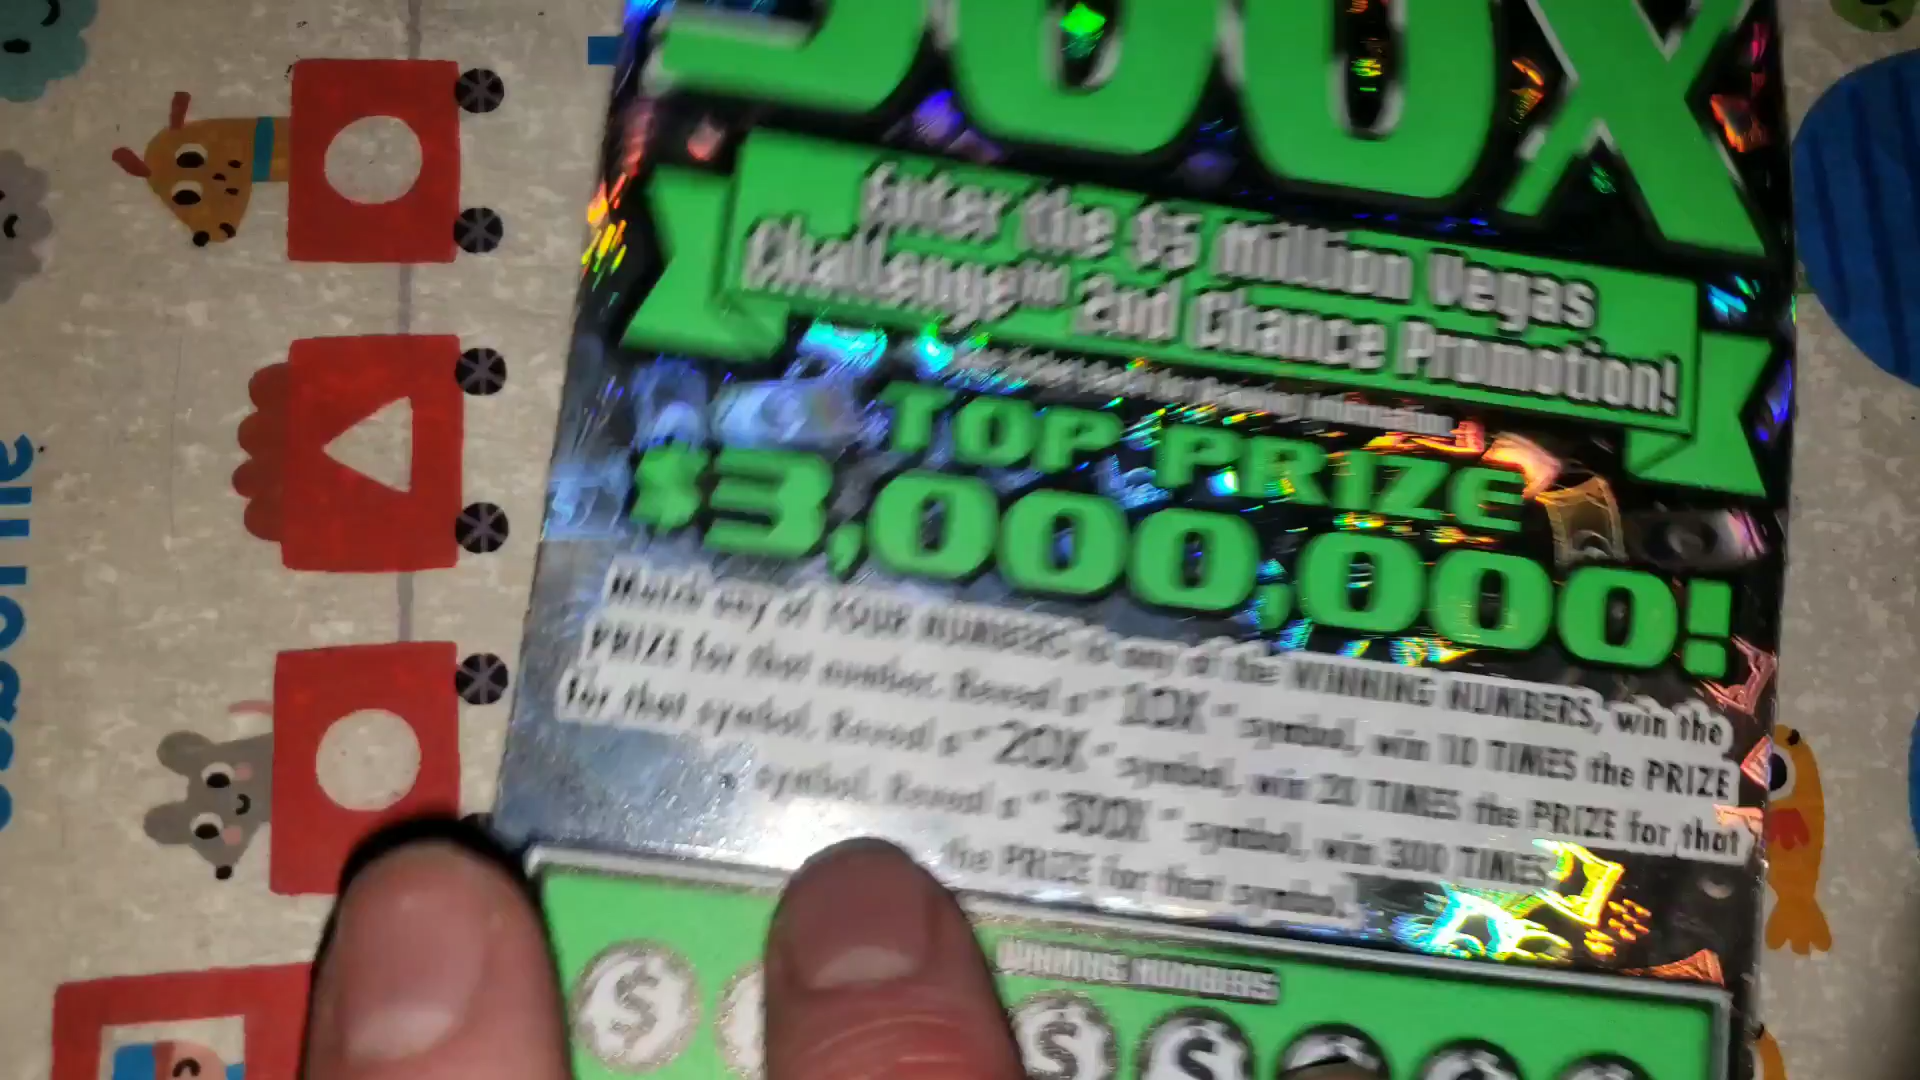 300X
Enter the $5 Million Vegas
Challenge™ and Chance Promotion!
TOP PRIZE
$3,000,000!
Match any of YOUR NUMBERS to any of the WINNING NUMBERS, win the
PRIZE for that number. Reveal a "10X" symbol, win 10 TIMES the PRIZE
for that symbol. Reveal a "20X" symbol, win 20 TIMES the PRIZE for that
symbol. Reveal a "300X" symbol, win 300 TIMES
the PRIZE for that symbol.
WINNING NUMBERS
$ $ $